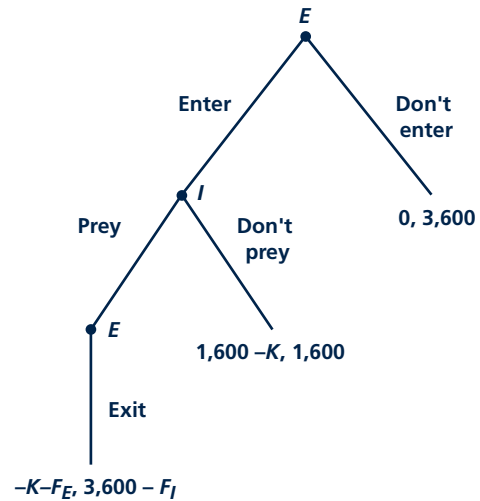 E
Enter
Don't
enter
I
0, 3,600
Prey
Don't
prey
E
1,600 –K, 1,600
Exit
–K–FE, 3,600 – FI